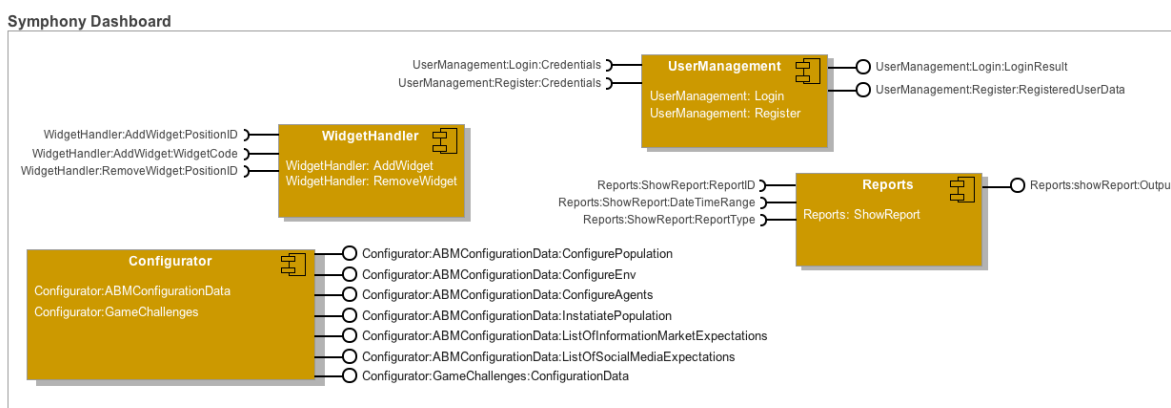 Symphony Dashboard
UserManagement:Login:Credentials
UserManagement:Register:Credentials
UserManagement
UserManagement: Login
UserManagement: Register
UserManagement:Login:LoginResult
UserManagement:Register:RegisteredUserData
WidgetHandler:AddWidget:PositionID
WidgetHandler:AddWidget:WidgetCode
WidgetHandler:RemoveWidget:PositionID
WidgetHandler
WidgetHandler: AddWidget
WidgetHandler: RemoveWidget
Reports:ShowReport:ReportID
Reports:ShowReport:DateTimeRange
Reports:ShowReport:ReportType
Reports
Reports: ShowReport
Reports:showReport:Outpu
Configurator
Configurator:ABMConfigurationData
Configurator:GameChallenges
Configurator:ABMConfigurationData:ConfigurePopulation
Configurator:ABMConfigurationData:ConfigureEnv
Configurator:ABMConfigurationData:ConfigureAgents
Configurator:ABMConfigurationData:InstatiatePopulation
Configurator:ABMConfigurationData:ListOfInformationMarketExpectations
Configurator:ABMConfigurationData:ListOfSocialMediaExpectations
Configurator:GameChallenges:ConfigurationData